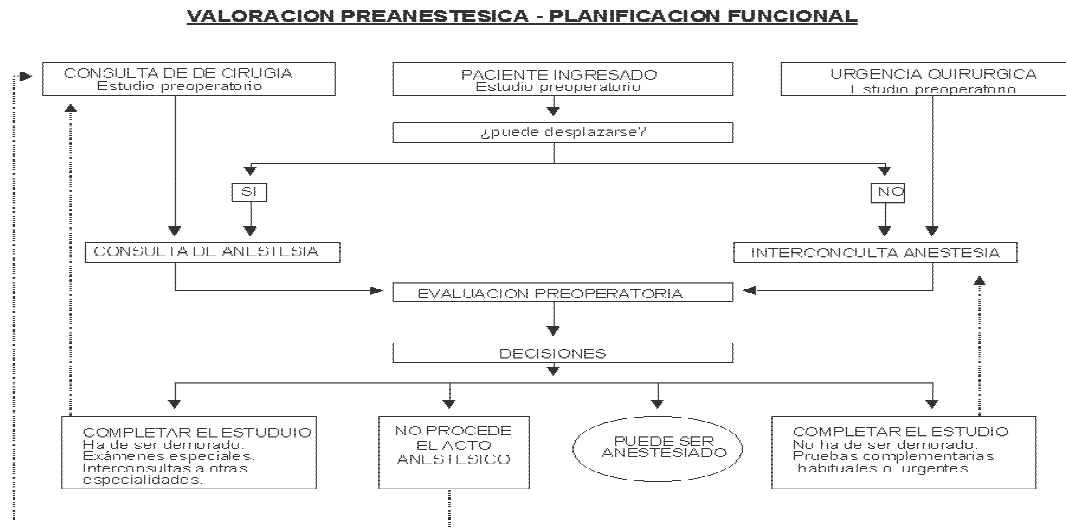 VALORACION PREANESTESICA - PLANIFICACION FUNCIONAL
CONSULTA DE DE CIRUGIA
Estudio preoperatorio
PACIENTE INGRESADO
Estudio preoperatorio
URGENCIA QUIRURGICA
Estudio preoperatorio
¿puede desplazarse?
SI
NO
CONSULTA DE ANESTESIA
INTERCONCULTA ANESTESIA
EVALUACION PREOPERATORIA
DECISIONES
COMPLETAR EL ESTUDUIO
Ha de ser demorado.
Exámenes especiales.
Interconsultas a otras
especialidades.
NO PROCEDE
EL ACTO
ANESTESICO
PUEDE SER
ANESTESIADO
COMPLETAR EL ESTUDIO
No ha de ser demorado.
Pruebas complementarias
habituales o urgentes